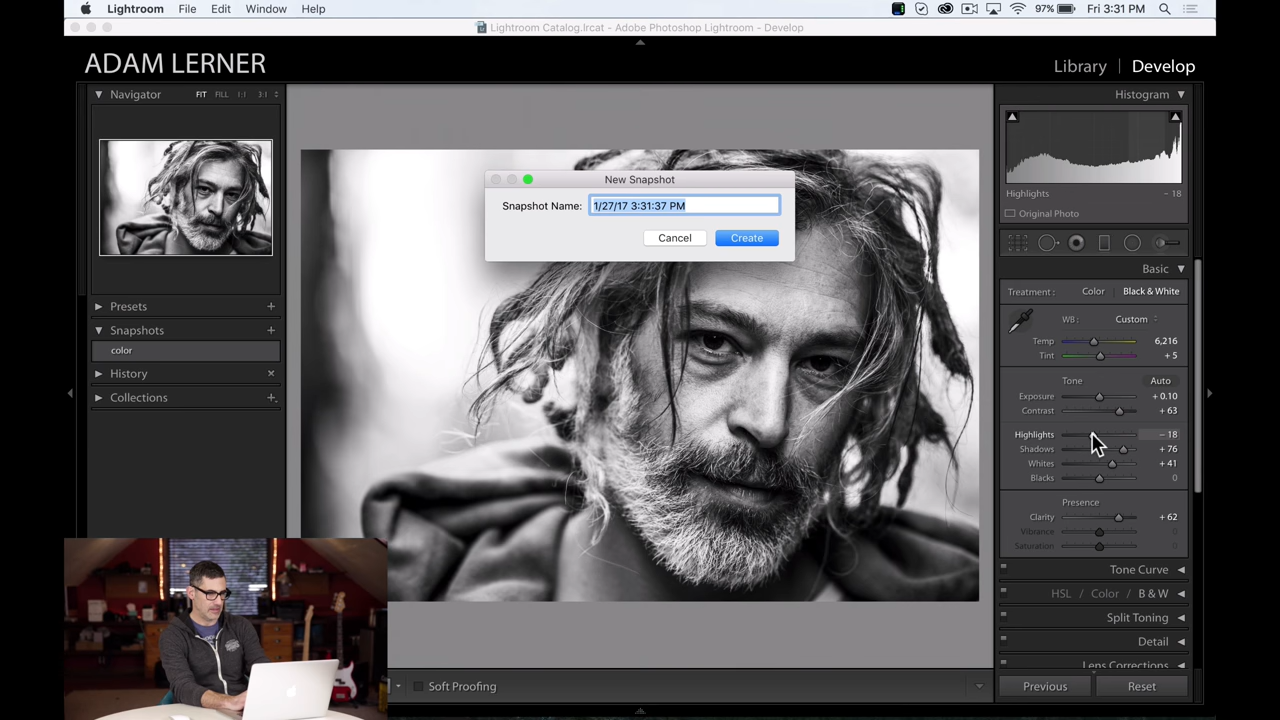 Lightroom File Edit Window Help 97% Fri 3:31 PM
Lightroom Catalog.lrcat - Adobe Photoshop Lightroom - Develop
ADAM LERNER
Library | Develop
Navigator FIT FILL 1:1 3:1
Histogram
New Snapshot
Snapshot Name: 1/27/17 3:31:37 PM
Cancel Create
Highlights - 18
Original Photo
Basic
Treatment : Color Black & White
WB : Custom
Temp 6,216
Tint + 5
Presets
Snapshots
color
History
Collections
Tone Auto
Exposure + 0.10
Contrast + 63
Highlights - 18
Shadows + 76
Whites + 41
Blacks 0
Presence
Clarity + 62
Vibrance 0
Saturation 0
Tone Curve
HSL / Color / B & W
Split Toning
Detail
Lens Corrections
Soft Proofing
Previous Reset